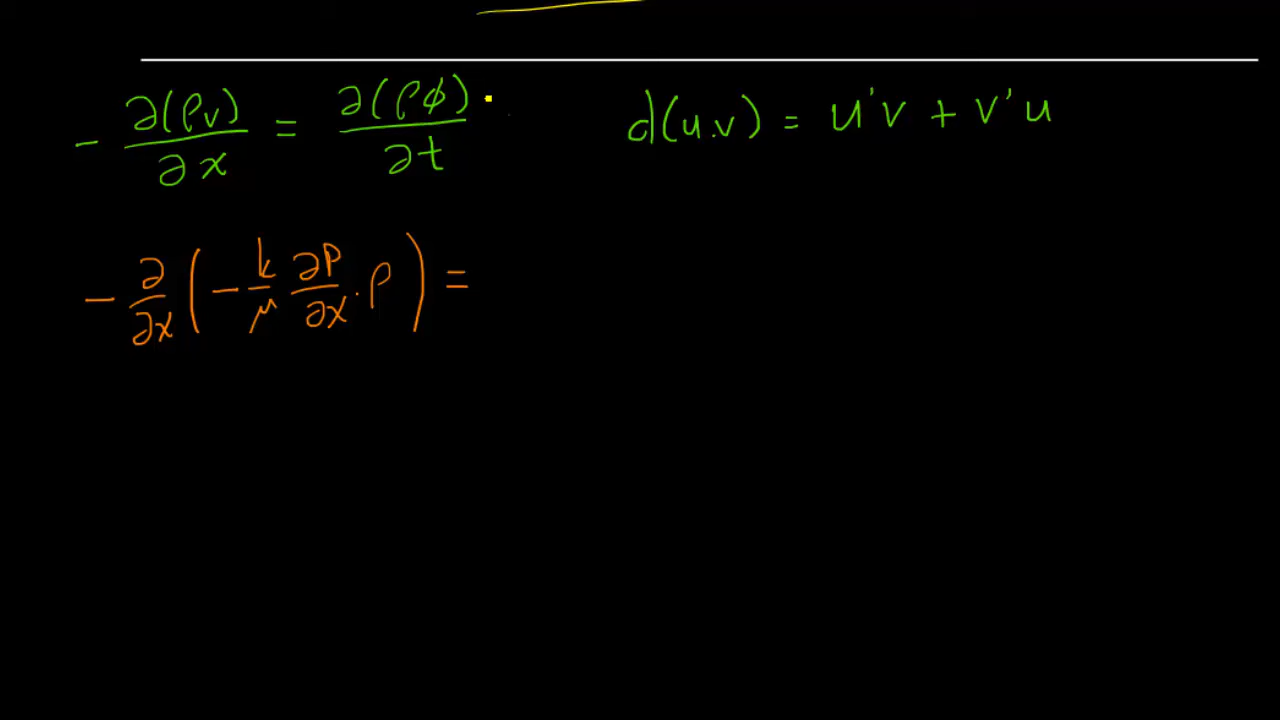 - ∂(ρv)/∂x = ∂(ρϕ)/∂t    d(u.v) = u'v + v'u
- ∂/∂x (- k/μ ∂P/∂x . ρ) =